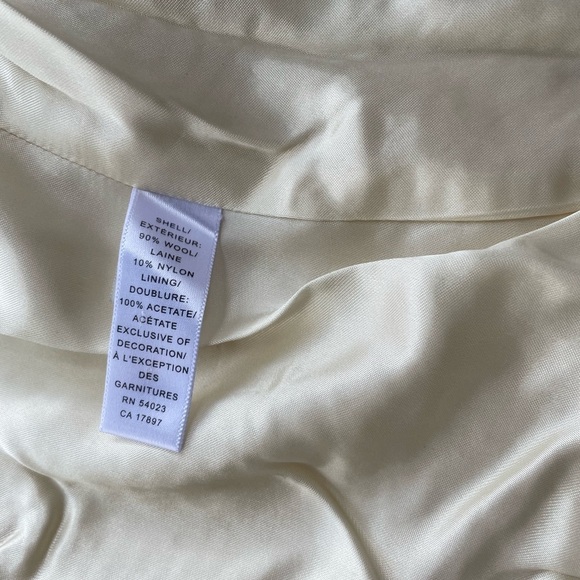 SHELL/
EXTÉRIEUR:
90% WOOL/
LAINE
10% NYLON
LINING/
DOUBLURE:
100% ACETATE/
ACÉTATE
EXCLUSIVE OF
DECORATION/
À L'EXCEPTION
DES
GARNITURES
RN 54023
CA 17897